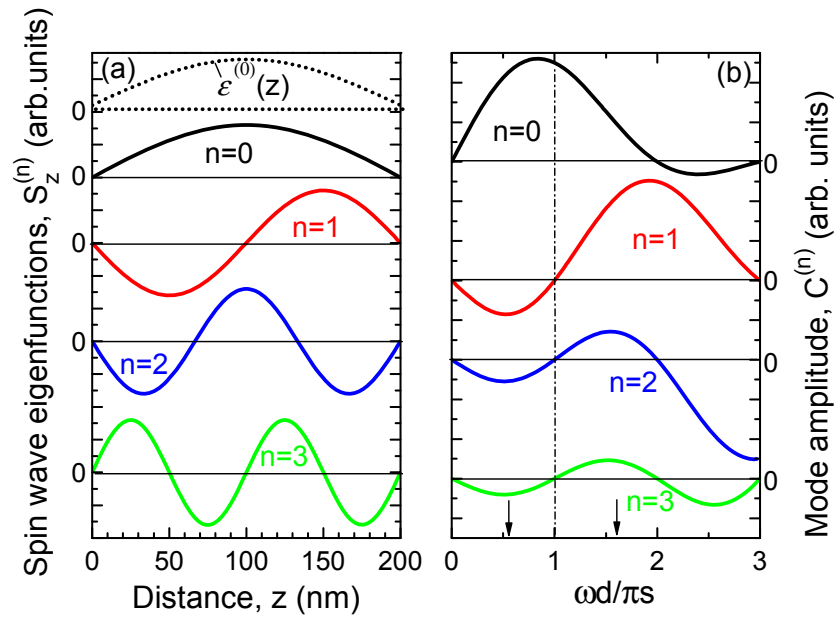 Spin wave eigenfunctions, S_z^(n) (arb.units)
(a)
ε̆^(0)(z)
0
n=0
0
n=1
0
n=2
0
n=3
0
0 50 100 150 200
Distance, z (nm)
(b)
n=0
0
n=1
0
n=2
0
n=3
0
0 1 2 3
ωd/πs
Mode amplitude, C^(n) (arb. units)